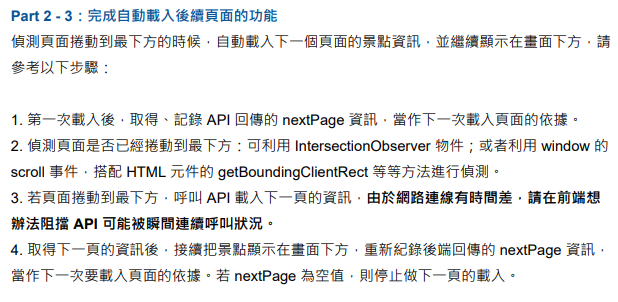 Part 2 - 3：完成自動載入後續頁面的功能
偵測頁面捲動到最下方的時候，自動載入下一個頁面的景點資訊，並繼續顯示在畫面下方，請
參考以下步驟：
1. 第一次載入後，取得、記錄 API 回傳的 nextPage 資訊，當作下一次載入頁面的依據。
2. 偵測頁面是否已經捲動到最下方：可利用 IntersectionObserver 物件；或者利用 window 的
scroll 事件，搭配 HTML 元件的 getBoundingClientRect 等等方法進行偵測。
3. 若頁面捲動到最下方，呼叫 API 載入下一頁的資訊，由於網路連線有時間差，請在前端想
辦法阻擋 API 可能被瞬間連續呼叫狀況。
4. 取得下一頁的資訊後，接續把景點顯示在畫面下方，重新紀錄後端回傳的 nextPage 資訊，
當作下一次要載入頁面的依據。若 nextPage 為空值，則停止做下一頁的載入。